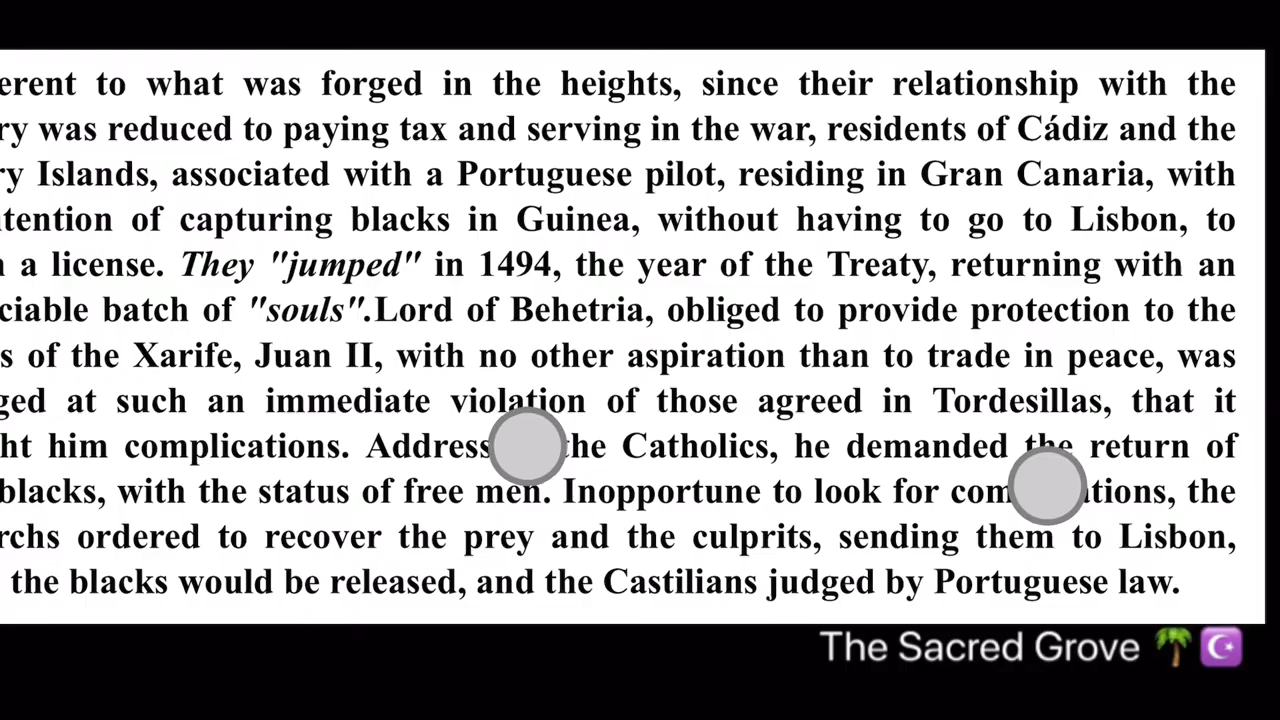 erent to what was forged in the heights, since their relationship with the
ry was reduced to paying tax and serving in the war, residents of Cádiz and the
ry Islands, associated with a Portuguese pilot, residing in Gran Canaria, with
tention of capturing blacks in Guinea, without having to go to Lisbon, to
a license. They "jumped" in 1494, the year of the Treaty, returning with an
ciable batch of "souls".Lord of Behetria, obliged to provide protection to the
s of the Xarife, Juan II, with no other aspiration than to trade in peace, was
ged at such an immediate violation of those agreed in Tordesillas, that it
ht him complications. Address the Catholics, he demanded the return of
blacks, with the status of free men. Inopportune to look for com tions, the
rchs ordered to recover the prey and the culprits, sending them to Lisbon,
the blacks would be released, and the Castilians judged by Portuguese law.
The Sacred Grove 🌴☪️